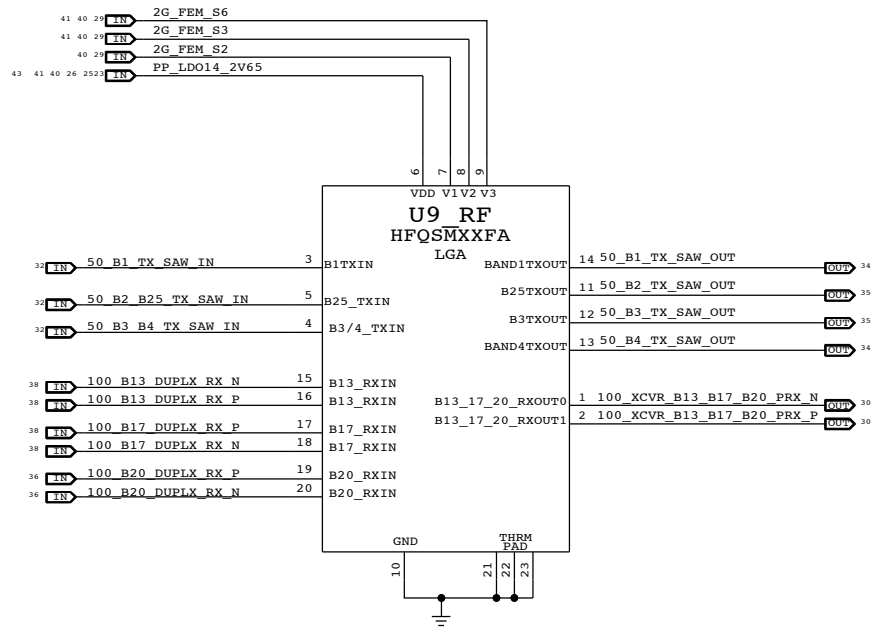 41 40 29 IN 2G_FEM_S6
41 40 29 IN 2G_FEM_S3
40 29 IN 2G_FEM_S2
43 41 40 26 2523 IN PP_LDO14_2V65
6 7 8 9
VDD V1 V2 V3
U9_RF
HFQSMXXFA
LGA
32 IN 50_B1_TX_SAW_IN 3 B1TXIN
BAND1TXOUT 14 50_B1_TX_SAW_OUT OUT 34
32 IN 50_B2_B25_TX_SAW_IN 5 B25_TXIN
B25TXOUT 11 50_B2_TX_SAW_OUT OUT 35
32 IN 50_B3_B4_TX_SAW_IN 4 B3/4_TXIN
B3TXOUT 12 50_B3_TX_SAW_OUT OUT 35
BAND4TXOUT 13 50_B4_TX_SAW_OUT OUT 34
38 IN 100_B13_DUPLX_RX_N 15 B13_RXIN
38 IN 100_B13_DUPLX_RX_P 16 B13_RXIN
B13_17_20_RXOUT0 1 100_XCVR_B13_B17_B20_PRX_N OUT 30
B13_17_20_RXOUT1 2 100_XCVR_B13_B17_B20_PRX_P OUT 30
38 IN 100_B17_DUPLX_RX_P 17 B17_RXIN
38 IN 100_B17_DUPLX_RX_N 18 B17_RXIN
36 IN 100_B20_DUPLX_RX_P 19 B20_RXIN
36 IN 100_B20_DUPLX_RX_N 20 B20_RXIN
GND THRM
PAD
10 21 22 23